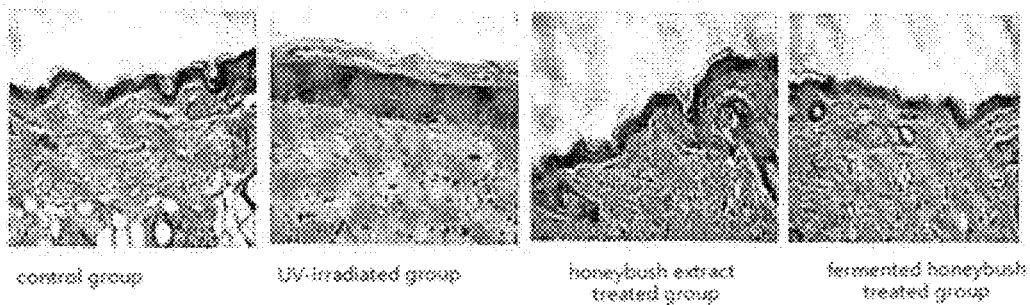 control group
UV-irradiated group
honeybush extract
treated group
fermented honeybush
treated group